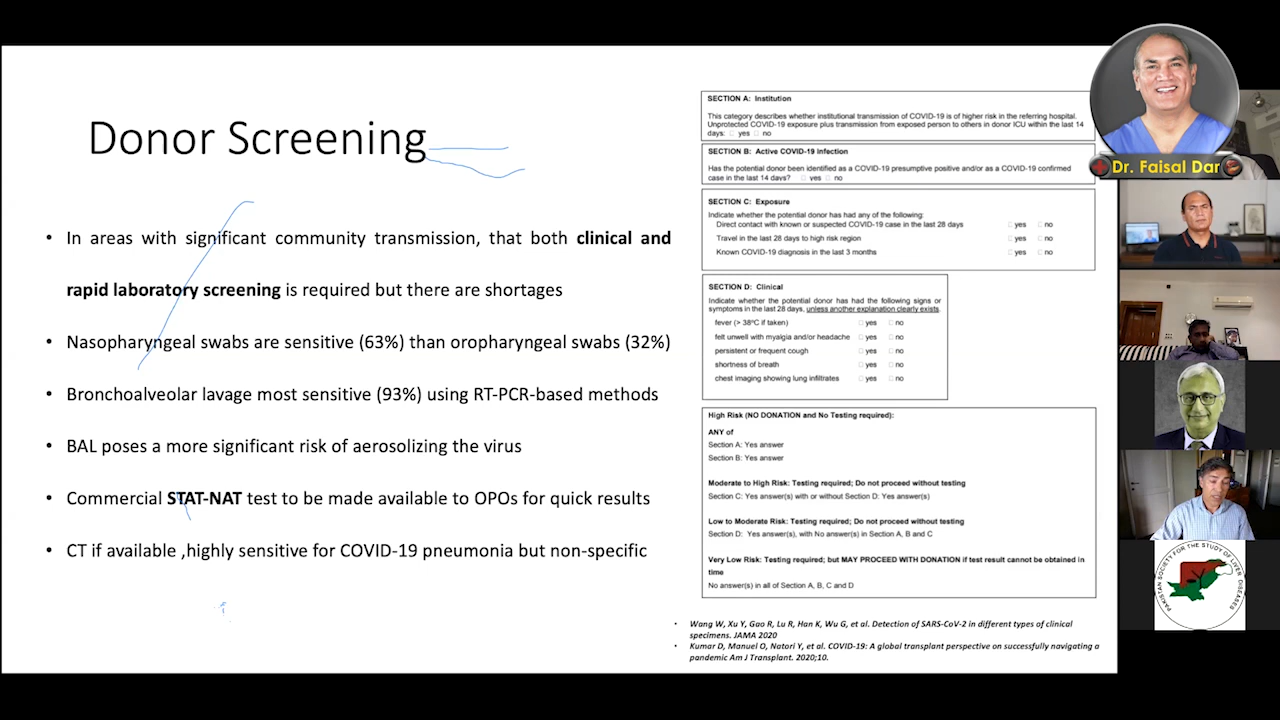 Donor Screening
• In areas with significant community transmission, that both clinical and
rapid laboratory screening is required but there are shortages
• Nasopharyngeal swabs are sensitive (63%) than oropharyngeal swabs (32%)
• Bronchoalveolar lavage most sensitive (93%) using RT-PCR-based methods
• BAL poses a more significant risk of aerosolizing the virus
• Commercial STAT-NAT test to be made available to OPOs for quick results
• CT if available ,highly sensitive for COVID-19 pneumonia but non-specific
SECTION A: Institution
This category describes whether institutional transmission of COVID-19 is of higher risk in the referring hospital.
Unprotected COVID-19 exposure plus transmission from exposed person to others in donor ICU within the last 14
days: □ yes □ no
SECTION B: Active COVID-19 Infection
Has the potential donor been identified as a COVID-19 presumptive positive and/or as a COVID-19 confirmed
case in the last 14 days? □ yes □ no
SECTION C: Exposure
Indicate whether the potential donor has had any of the following:
Direct contact with known or suspected COVID-19 case in the last 28 days □ yes □ no
Travel in the last 28 days to high risk region □ yes □ no
Known COVID-19 diagnosis in the last 3 months □ yes □ no
SECTION D: Clinical
Indicate whether the potential donor has had the following signs or
symptoms in the last 28 days, unless another explanation clearly exists.
fever (> 38°C if taken) □ yes □ no
felt unwell with myalgia and/or headache □ yes □ no
persistent or frequent cough □ yes □ no
shortness of breath □ yes □ no
chest imaging showing lung infiltrates □ yes □ no
High Risk (NO DONATION and No Testing required):
ANY of
Section A: Yes answer
Section B: Yes answer
Moderate to High Risk: Testing required; Do not proceed without testing
Section C: Yes answer(s) with or without Section D: Yes answer(s)
Low to Moderate Risk: Testing required; Do not proceed without testing
Section D: Yes answer(s), with No answer(s) in Section A, B and C
Very Low Risk: Testing required; but MAY PROCEED WITH DONATION if test result cannot be obtained in
time
No answer(s) in all of Section A, B, C and D
• Wang W, Xu Y, Gao R, Lu R, Han K, Wu G, et al. Detection of SARS-CoV-2 in different types of clinical
specimens. JAMA 2020
• Kumar D, Manuel O, Natori Y, et al. COVID-19: A global transplant perspective on successfully navigating a
pandemic Am J Transplant. 2020;10.
Dr. Faisal Dar
PAKISTAN SOCIETY FOR THE STUDY OF LIVER DISEASES